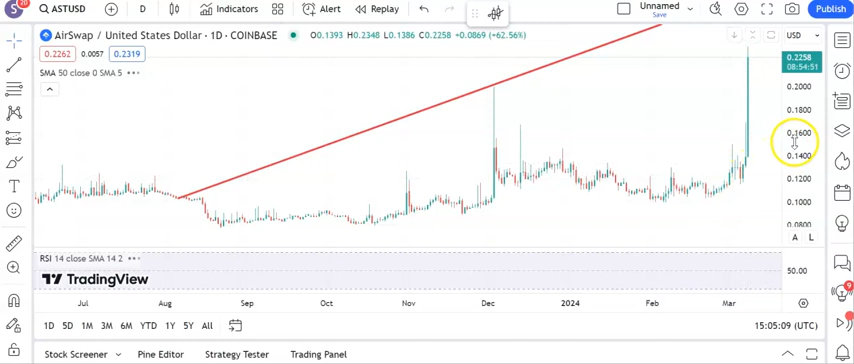 S 20 ASTUSD D Indicators Alert Replay Unnamed Save Publish
AirSwap / United States Dollar · 1D · COINBASE O0.1393 H0.2348 L0.1386 C0.2258 +0.0869 (+62.56%) USD
0.2262 0.0057 0.2319
0.2258
08:54:51
SMA 50 close 0 SMA 5
0.2000
0.1800
0.1600
0.1400
0.1200
0.1000
0.0800
A L
RSI 14 close SMA 14 2
50.00
TradingView
Jul Aug Sep Oct Nov Dec 2024 Feb Mar
1D 5D 1M 3M 6M YTD 1Y 5Y All 15:05:09 (UTC)
Stock Screener Pine Editor Strategy Tester Trading Panel
9